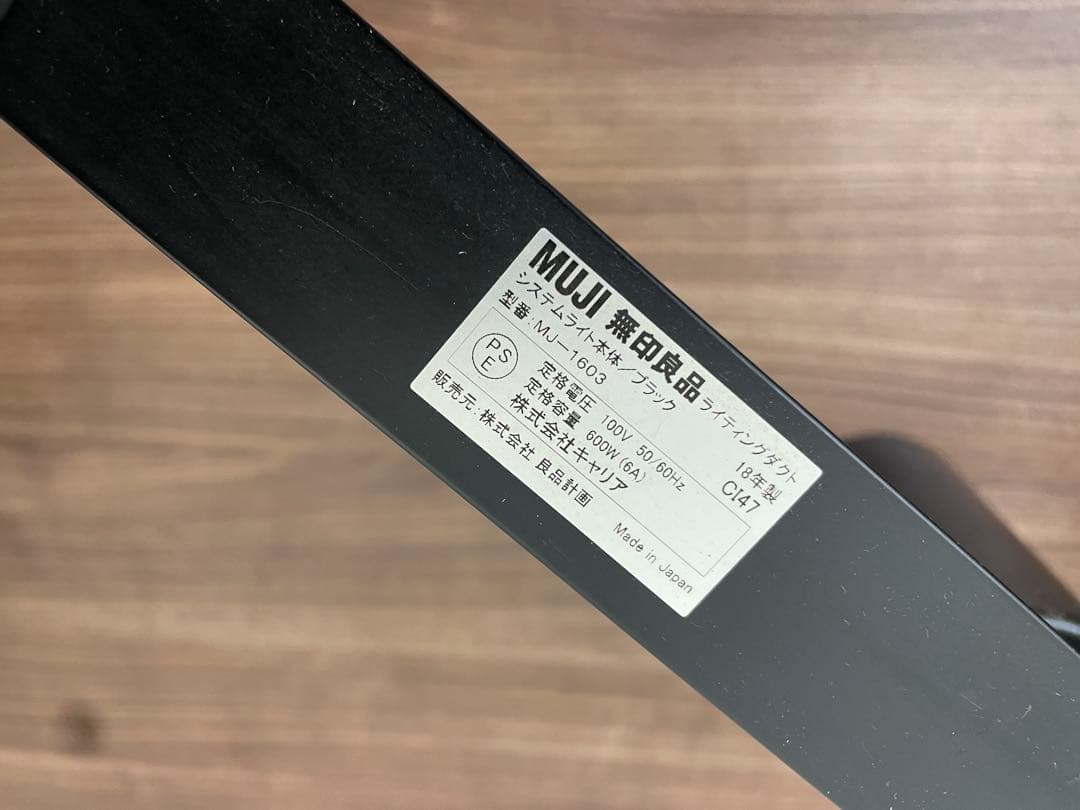 MUJI 無印良品 ライティングダクト
システムライト本体／ブラック 18年製
型番：MJ－1603 CI47
PSE
定格電圧 100V 50/60Hz
定格容量 600W（6A）
株式会社キャリア
販売元：株式会社 良品計画
Made in Japan